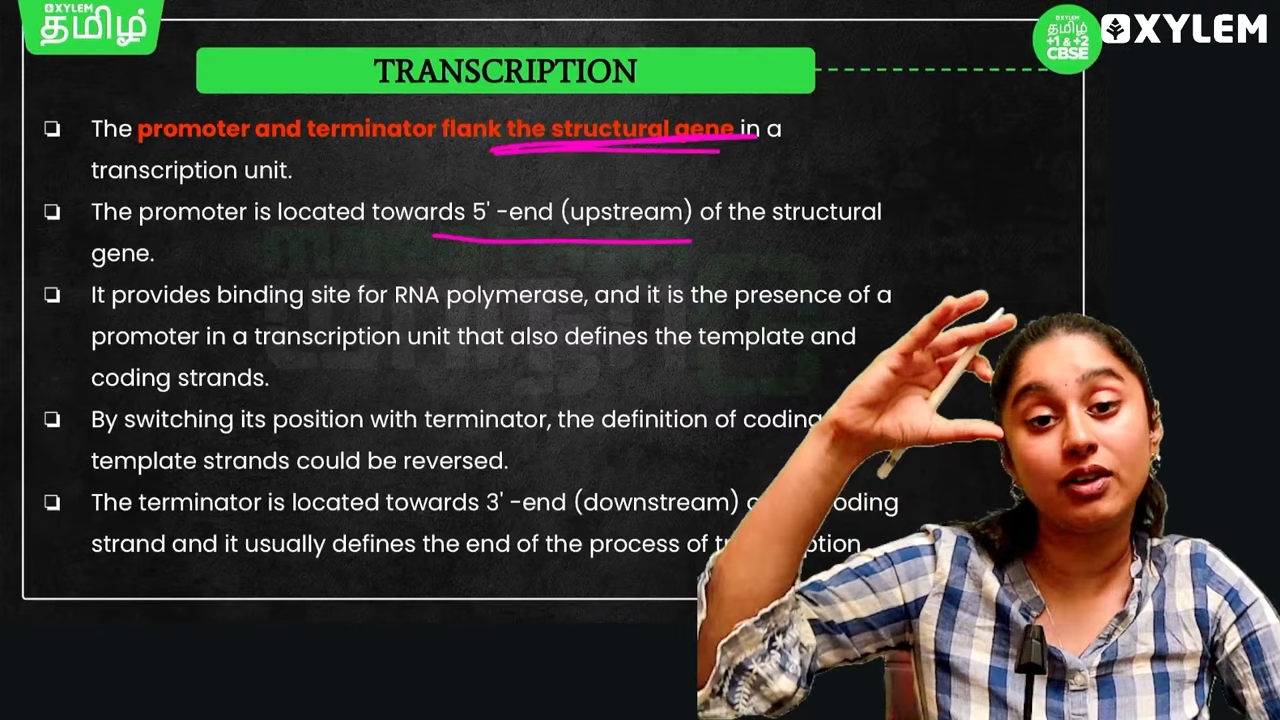 XYLEM
தமிழ்
XYLEM
தமிழ்
+1 & +2
CBSE
XYLEM
TRANSCRIPTION
❏ The promoter and terminator flank the structural gene in a
transcription unit.
❏ The promoter is located towards 5' -end (upstream) of the structural
gene.
❏ It provides binding site for RNA polymerase, and it is the presence of a
promoter in a transcription unit that also defines the template and
coding strands.
❏ By switching its position with terminator, the definition of coding
template strands could be reversed.
❏ The terminator is located towards 3' -end (downstream) oding
strand and it usually defines the end of the process of ption